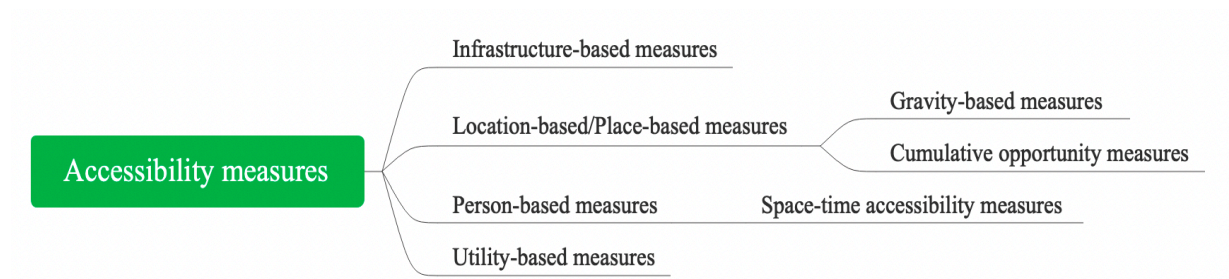 Accessibility measures
Infrastructure-based measures
Location-based/Place-based measures
Gravity-based measures
Cumulative opportunity measures
Person-based measures
Space-time accessibility measures
Utility-based measures